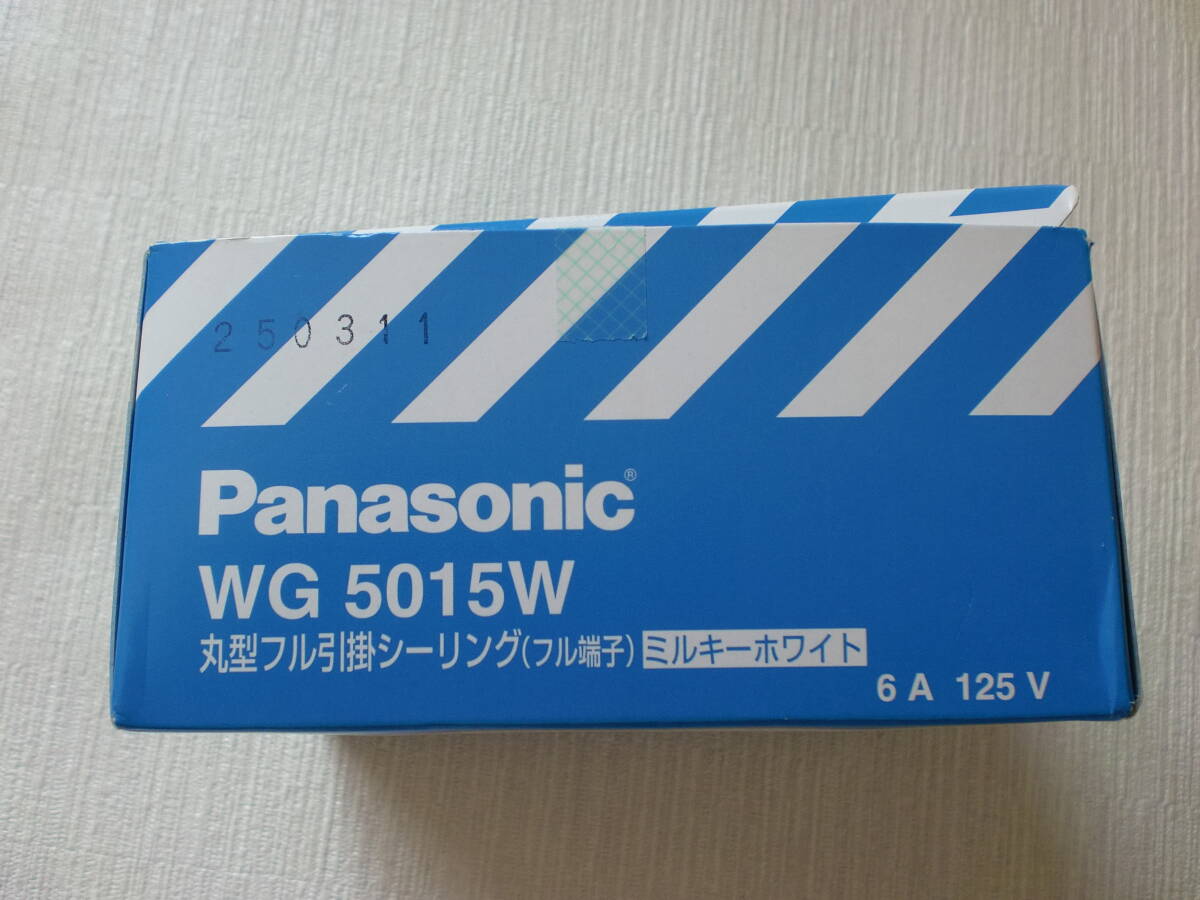 250311
Panasonic®
WG 5015W
丸型フル引掛シーリング(フル端子) ミルキーホワイト
6 A 125 V